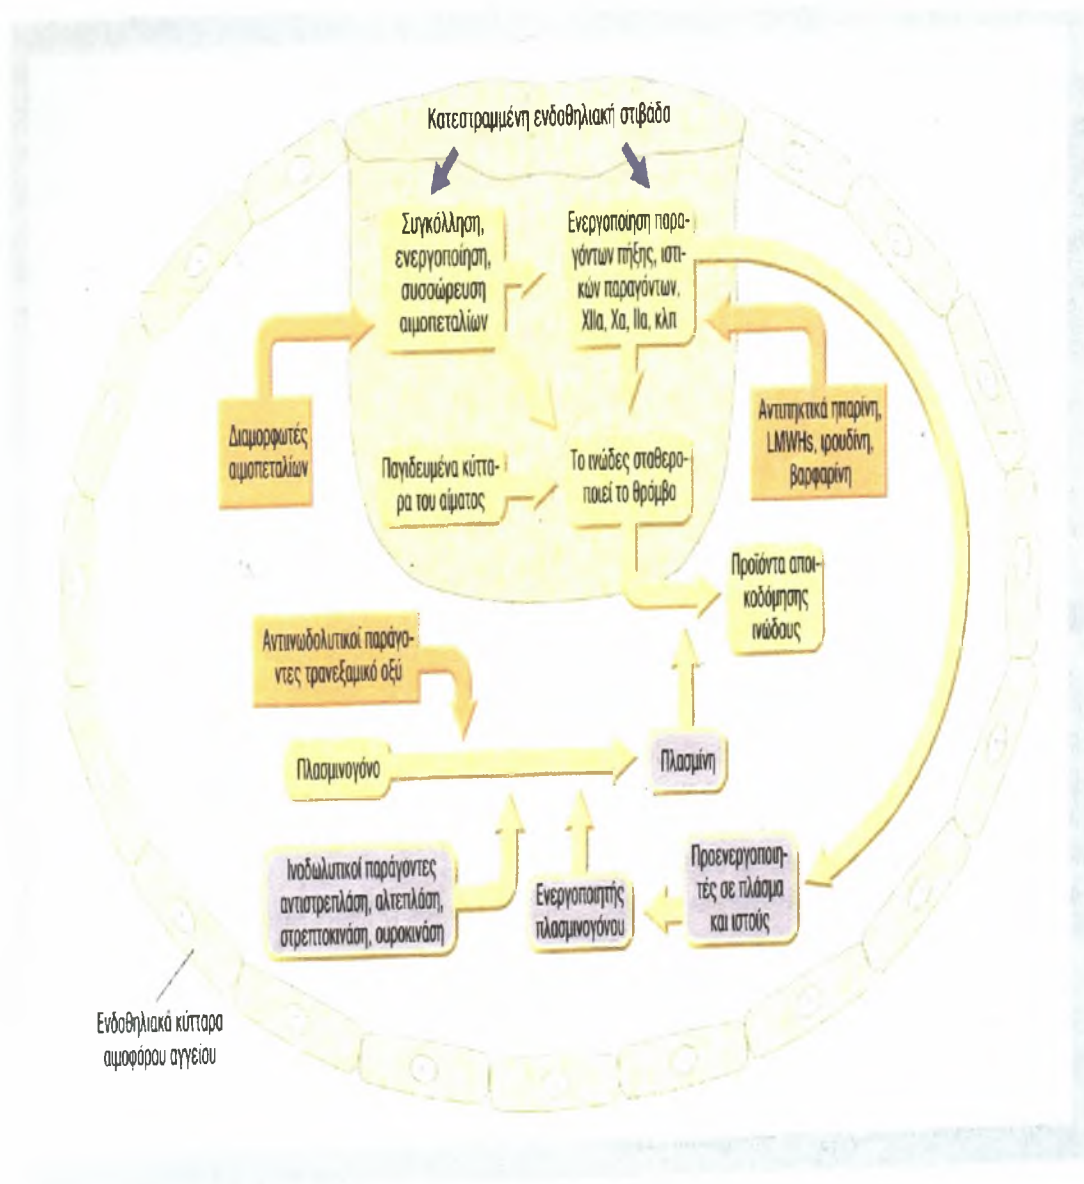 Κατεστραμμένη ενδοθηλιακή στιβάδα
Συγκόλληση,
ενεργοποίηση,
συσσώρευση
αιμοπεταλίων
Ενεργοποίηση παρα-
γόντων πήξης, ιστι-
κών παραγόντων,
XIIa, Xa, IIa, κλπ
Διαμορφωτές
αιμοπεταλίων
Αντιπηκτικά ηπαρίνη,
LMWHs, ιρουδίνη,
βαρφαρίνη
Παγιδευμένα κύττα-
ρα του αίματος
Το ινώδες σταθερο-
ποιεί το θρόμβο
Προϊόντα αποι-
κοδόμησης
ινώδους
Αντιινωδολυτικοί παράγο-
ντες τρανεξαμικό οξύ
Πλασμινογόνο
Πλασμίνη
Ινοδωλυτικοί παράγοντες
αντιστρεπλάση, αλτεπλάση,
στρεπτοκινάση, ουροκινάση
Ενεργοποιητής
πλασμινογόνου
Προενεργοποιη-
τές σε πλάσμα
και ιστούς
Ενδοθηλιακά κύτταρα
αιμοφόρου αγγείου